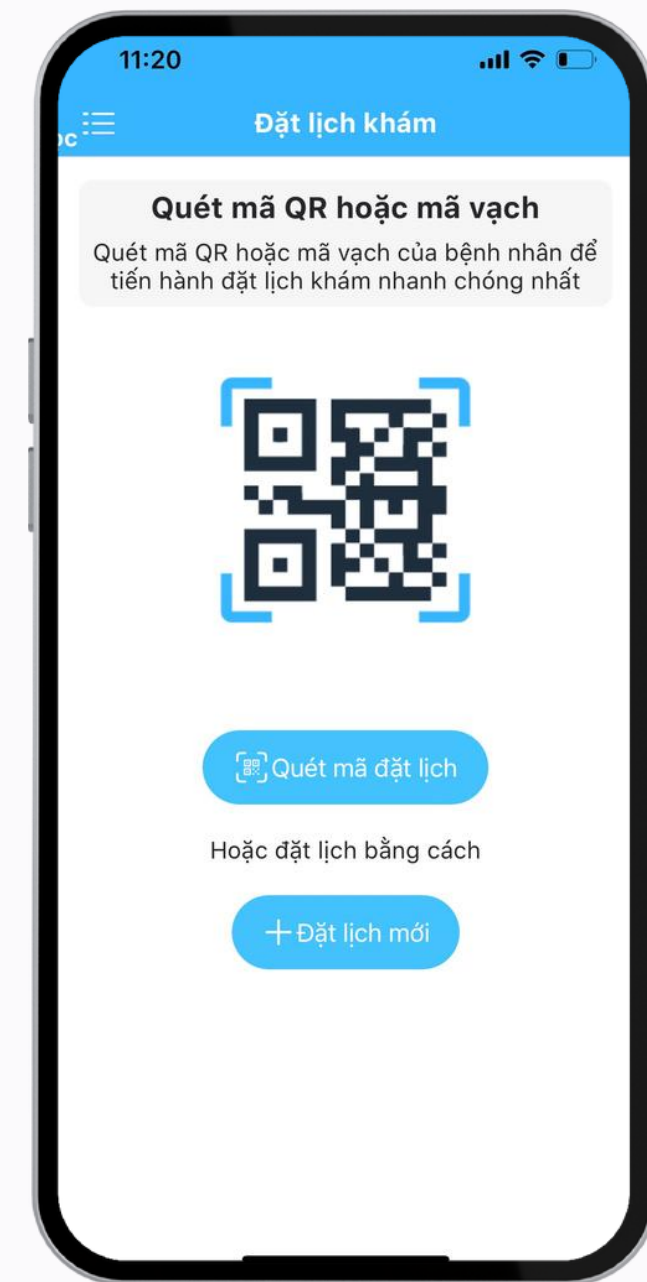 11:20
ọc
Đặt lịch khám
Quét mã QR hoặc mã vạch
Quét mã QR hoặc mã vạch của bệnh nhân để
tiến hành đặt lịch khám nhanh chóng nhất
Quét mã đặt lịch
Hoặc đặt lịch bằng cách
+Đặt lịch mới